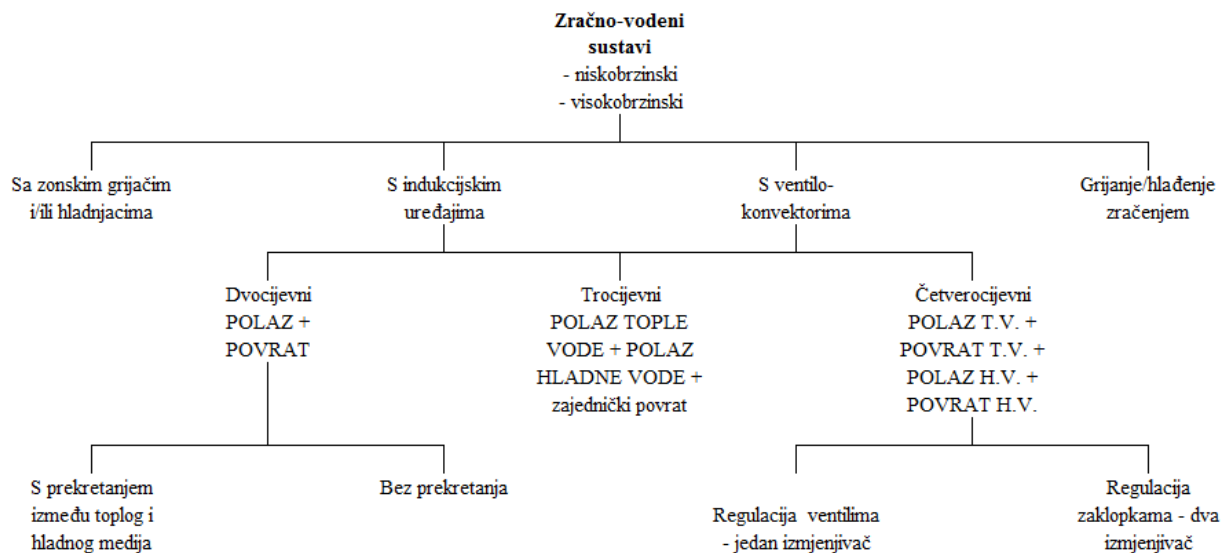 Zračno-vodeni
sustavi
- niskobrzinski
- visokobrzinski
Sa zonskim grijačim
i/ili hladnjacima
S indukcijskim
uređajima
S ventilo-
konvektorima
Grijanje/hlađenje
zračenjem
Dvocijevni
POLAZ +
POVRAT
Trocijevni
POLAZ TOPLE
VODE + POLAZ
HLADNE VODE +
zajednički povrat
Četverocijevni
POLAZ T.V. +
POVRAT T.V. +
POLAZ H.V. +
POVRAT H.V.
S prekretanjem
između toplog i
hladnog medija
Bez prekretanja
Regulacija ventilima
- jedan izmjenjivač
Regulacija
zaklopkama - dva
izmjenjivač